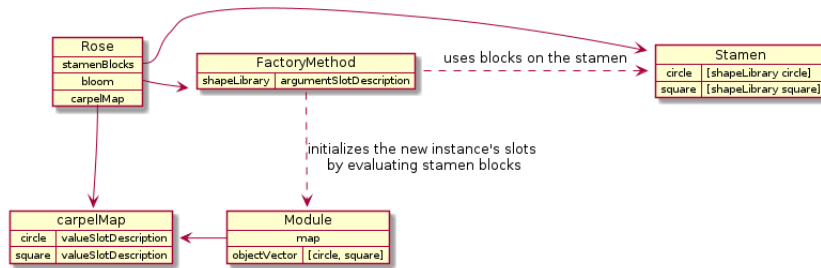 Rose
stamenBlocks
bloom
carpelMap
FactoryMethod
shapeLibrary argumentSlotDescription
uses blocks on the stamen
Stamen
circle [shapeLibrary circle]
square [shapeLibrary square]
initializes the new instance's slots
by evaluating stamen blocks
carpelMap
circle valueSlotDescription
square valueSlotDescription
Module
map
objectVector [circle, square]